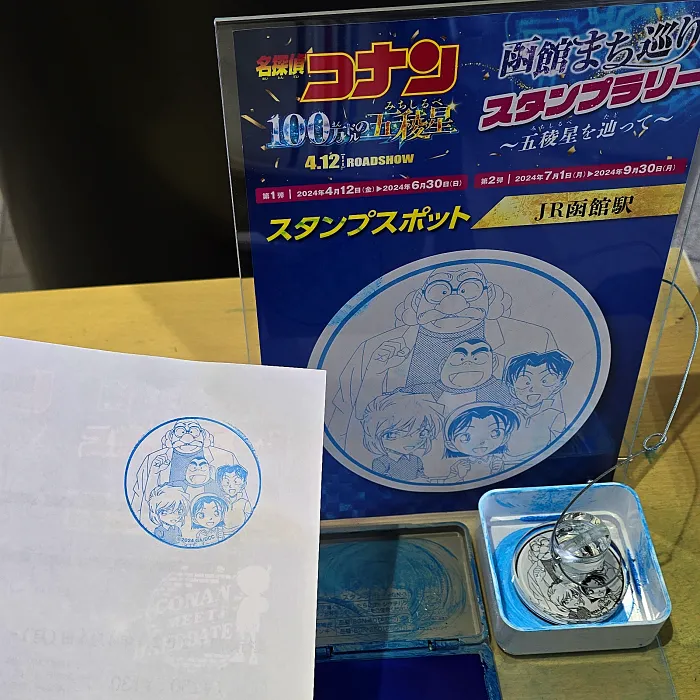 名探偵
コナン
100万ドルの五稜星
みちしるべ
4.12 ROADSHOW
函館まち巡り
スタンプラリー
～五稜星を辿って～
第1弾 | 2024年4月12日(金)▶2024年6月30日(日)
第2弾 | 2024年7月1日(月)▶2024年9月30日(月)
スタンプスポット
JR函館駅